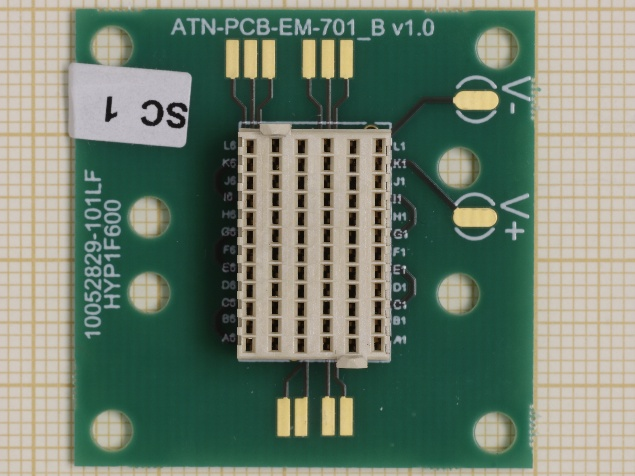 ATN-PCB-EM-701_B v1.0
SC 1
V-
V+
10052829-101LF
HYP1F600
L6
K6
J6
I6
H6
G6
F6
E6
D6
C6
B6
A6
L1
K1
J1
I1
H1
G1
F1
E1
D1
C1
B1
A1